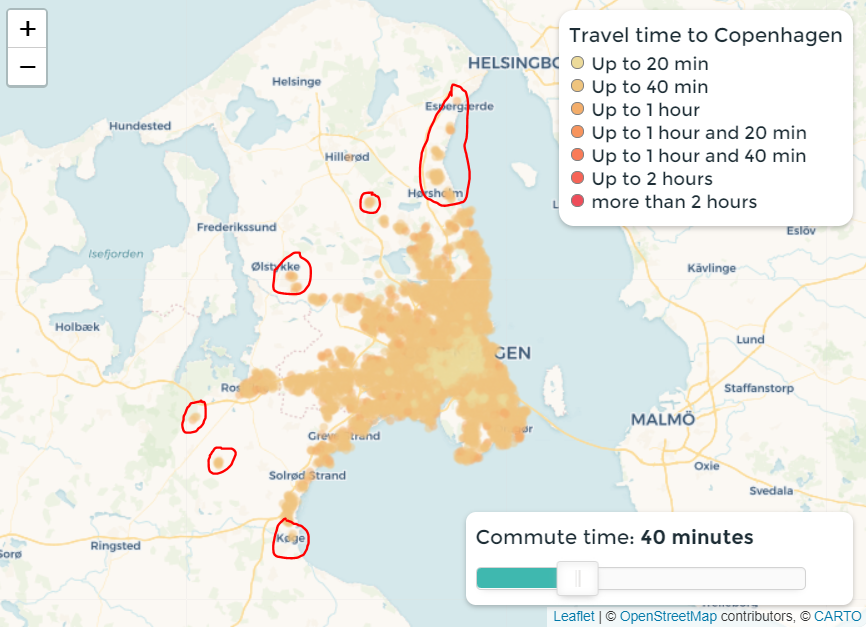 +
−
Travel time to Copenhagen
Up to 20 min
Up to 40 min
Up to 1 hour
Up to 1 hour and 20 min
Up to 1 hour and 40 min
Up to 2 hours
more than 2 hours
HELSINGBO
Helsinge
Espergærde
Hundested
Hillerød
Hørsholm
Frederikssund
Eslöv
Isefjorden
Ølstykke
Kävlinge
Holbæk
Lund
GEN
Staffanstorp
Ros
MALMÖ
Greve Strand
Oxie
Solrød Strand
Svedala
Køge
Ringsted
Sorø
Commute time: 40 minutes
Leaflet | © OpenStreetMap contributors, © CARTO